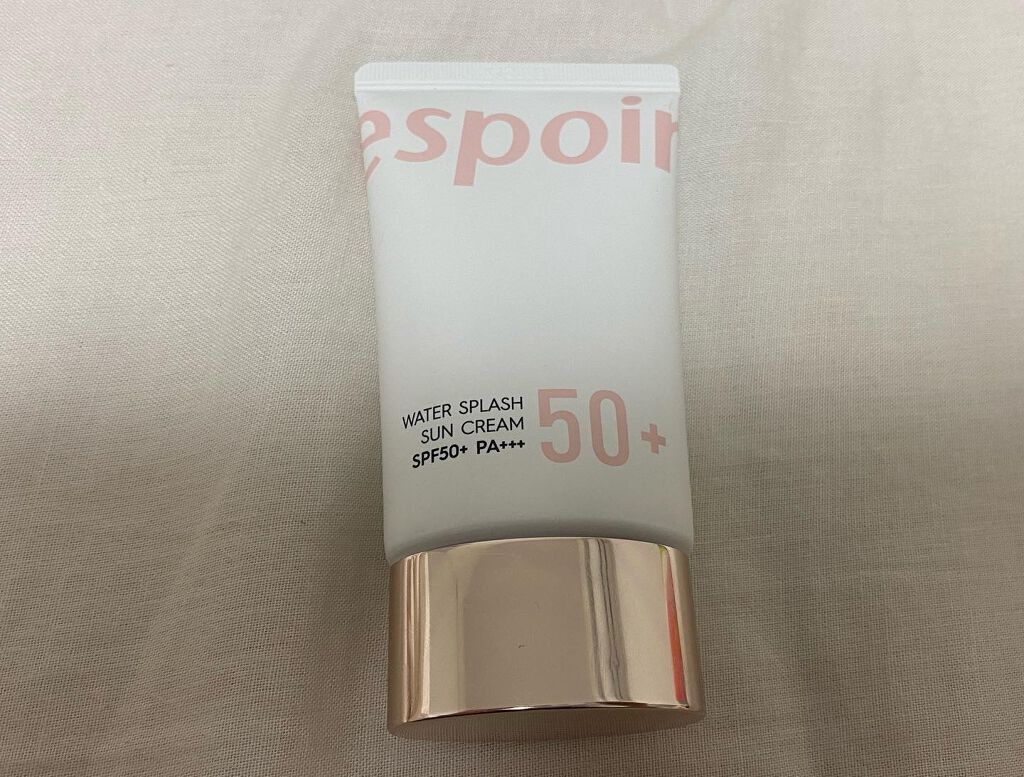 espoir
WATER SPLASH
SUN CREAM
SPF50+ PA+++
50+